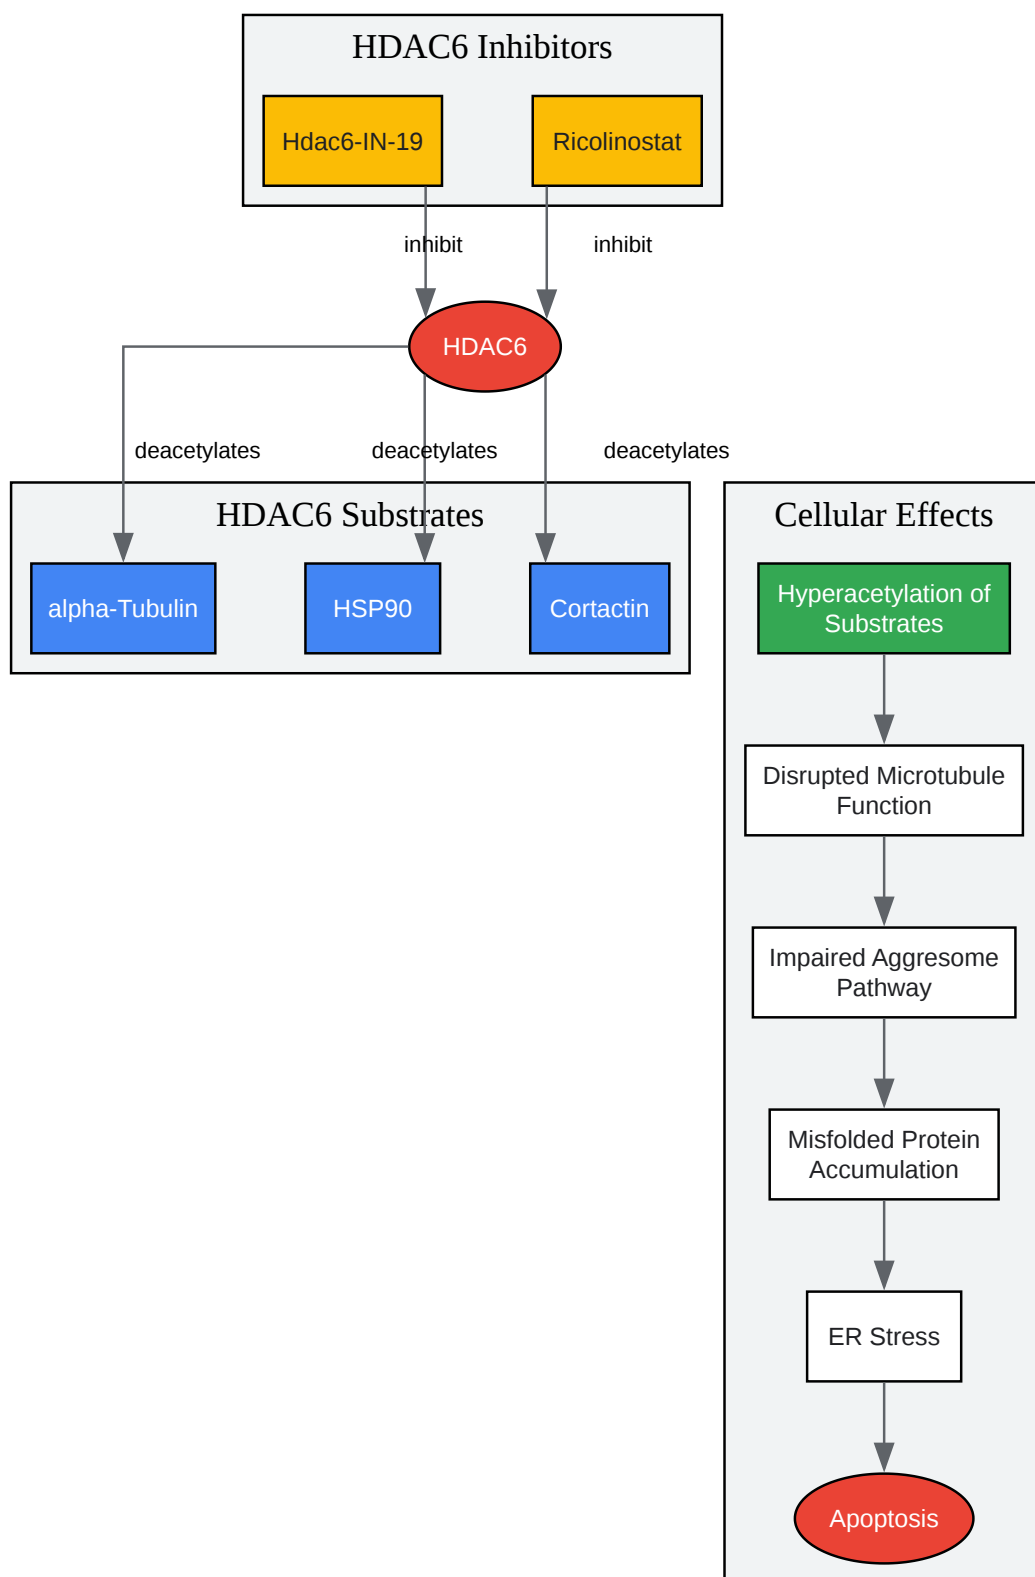 HDAC6 Inhibitors
Hdac6-IN-19
Ricolinostat
inhibit
inhibit
HDAC6
deacetylates
deacetylates
deacetylates
HDAC6 Substrates
alpha-Tubulin
HSP90
Cortactin
Cellular Effects
Hyperacetylation of
Substrates
Disrupted Microtubule
Function
Impaired Aggresome
Pathway
Misfolded Protein
Accumulation
ER Stress
Apoptosis